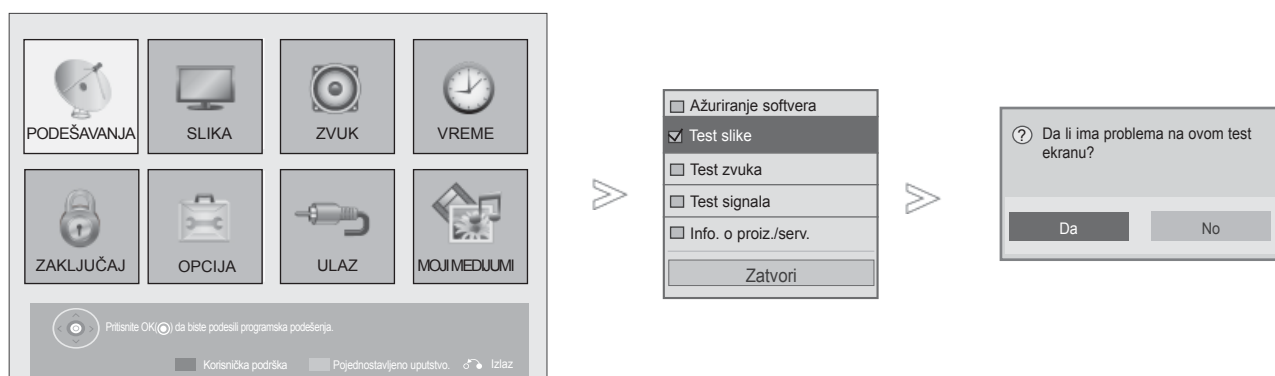 PODEŠAVANJA
SLIKA
ZVUK
VREME
ZAKLJUČAJ
OPCIJA
ULAZ
MOJI MEDIJUMI
Pritisnite OK(◉) da biste podesili programska podešenja.
Korisnička podrška
Pojednostavljeno uputstvo.
Izlaz
Ažuriranje softvera
Test slike
Test zvuka
Test signala
Info. o proiz./serv.
Zatvori
Da li ima problema na ovom test
ekranu?
Da
No